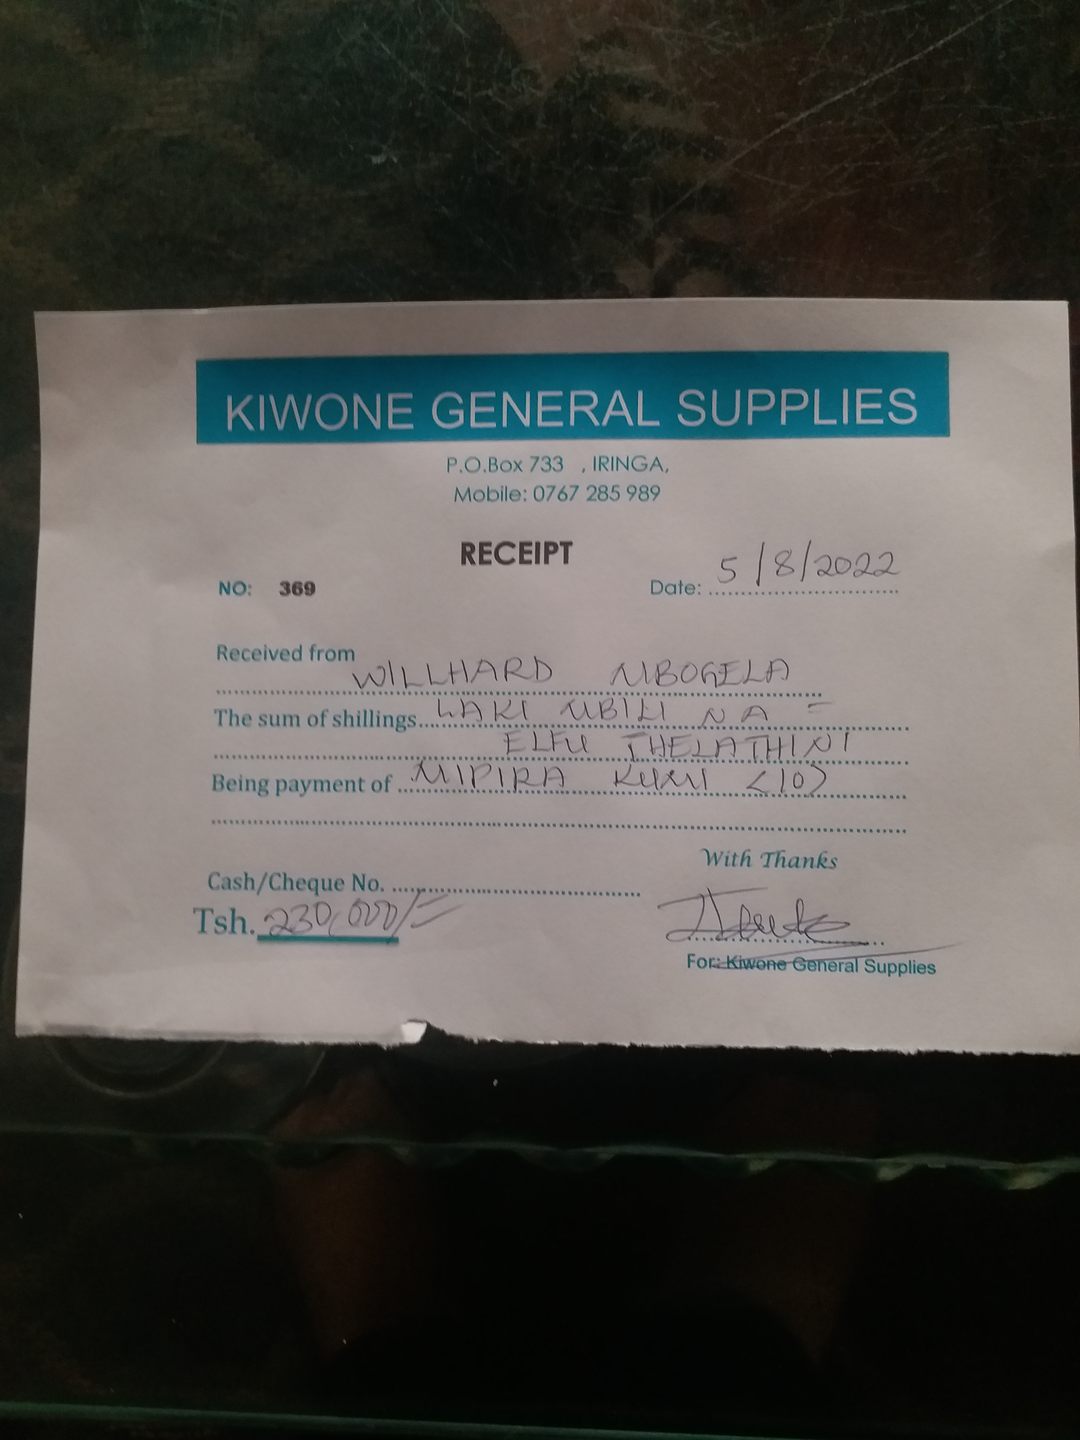 KIWONE GENERAL SUPPLIES
P.O.Box 733 , IRINGA,
Mobile: 0767 285 989
RECEIPT
NO: 369 Date: 5/8/2022
Received from WILLHARD MBOGELA
The sum of shillings LAKI MBILI NA =
ELFU THELATHINI
Being payment of MIPIRA KUMI <10>
With Thanks
Cash/Cheque No.
Tsh. 230,000/=
For: Kiwone General Supplies